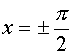 x = ± π/2